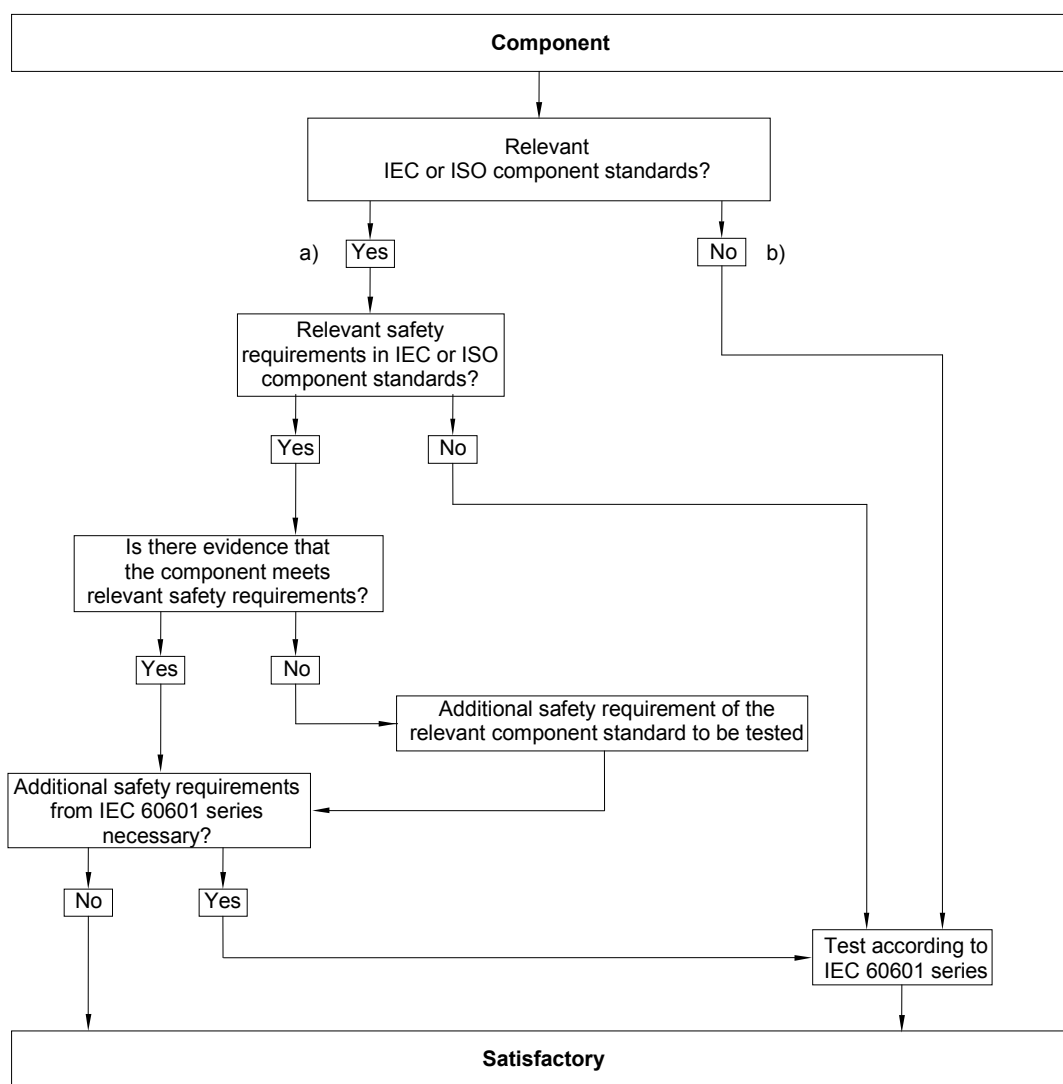 Component
Relevant
IEC or ISO component standards?
a)
Yes
No
b)
Relevant safety
requirements in IEC or ISO
component standards?
Yes
No
Is there evidence that
the component meets
relevant safety requirements?
Yes
No
Additional safety requirement of the
relevant component standard to be tested
Additional safety requirements
from IEC 60601 series
necessary?
No
Yes
Test according to
IEC 60601 series
Satisfactory